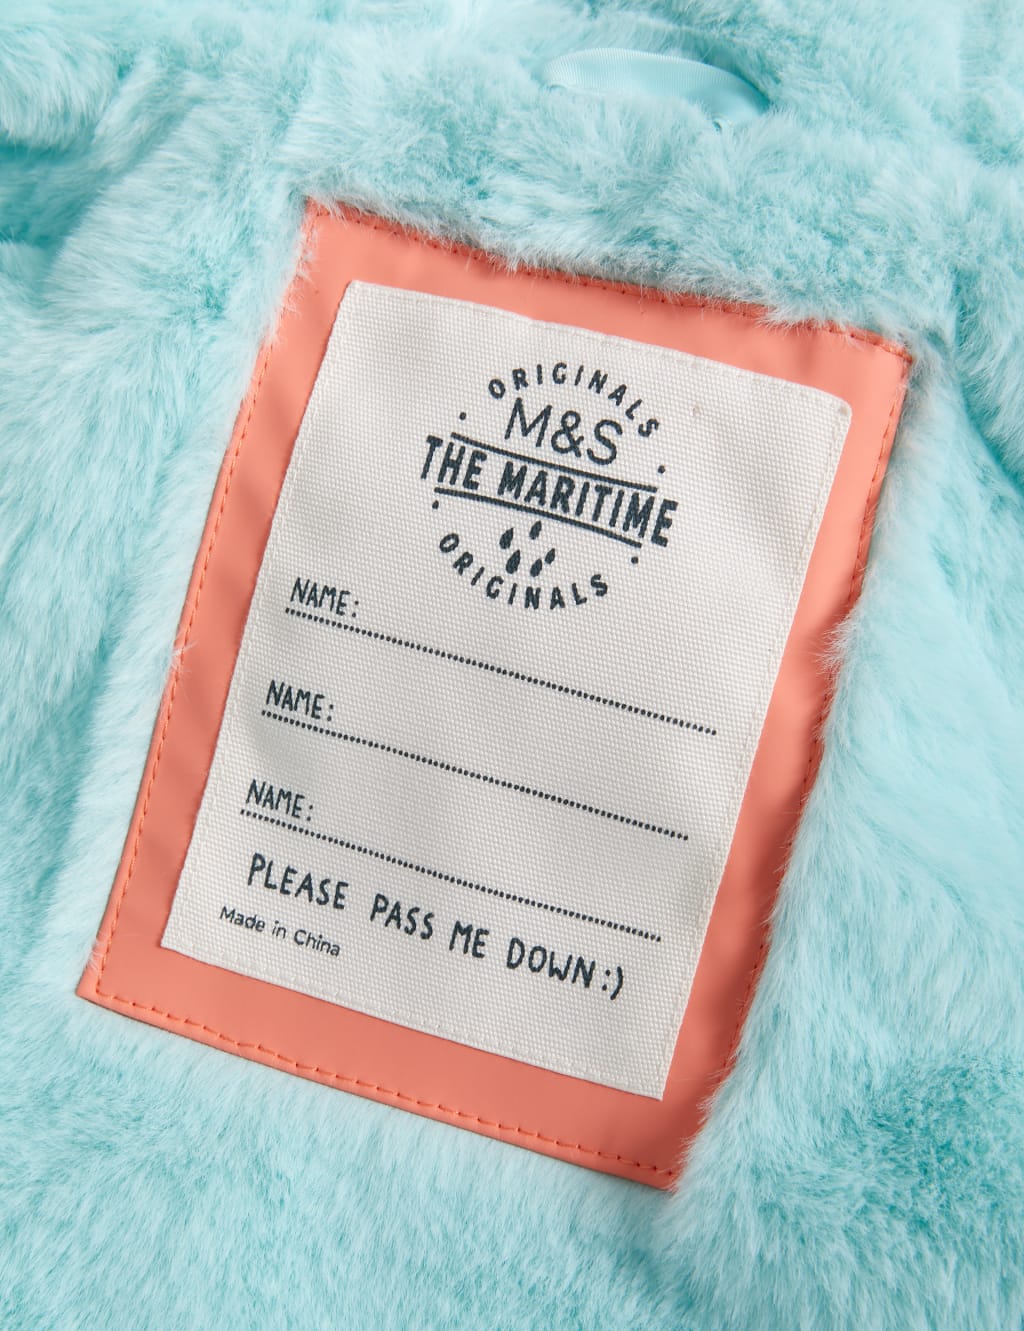 ORIGINALS
M&S
THE MARITIME
ORIGINALS
NAME:
NAME:
NAME:
PLEASE PASS ME DOWN:)
Made in China